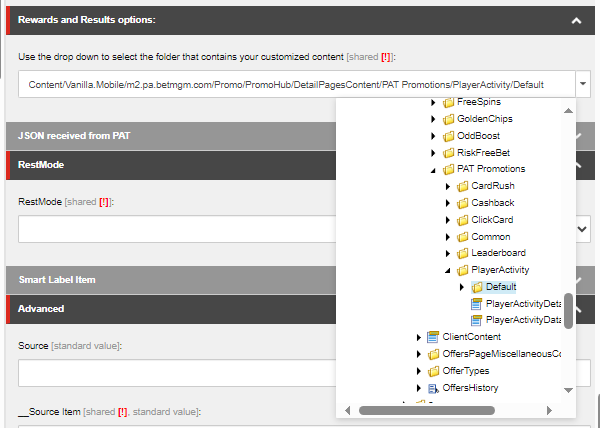 Rewards and Results options:
Use the drop down to select the folder that contains your customized content [shared [!]]:
Content/Vanilla.Mobile/m2.pa.betmgm.com/Promo/PromoHub/DetailPagesContent/PAT Promotions/PlayerActivity/Default
FreeSpins
GoldenChips
OddBoost
JSON received from PAT
RiskFreeBet
RestMode
PAT Promotions
CardRush
RestMode [shared [!]]:
Cashback
ClickCard
Common
Leaderboard
PlayerActivity
Smart Label Item
Default
PlayerActivityDeta
Advanced
PlayerActivityData
ClientContent
Source [standard value]:
OffersPageMiscellaneousCo
OfferTypes
OffersHistory
__Source Item [shared [!], standard value]: